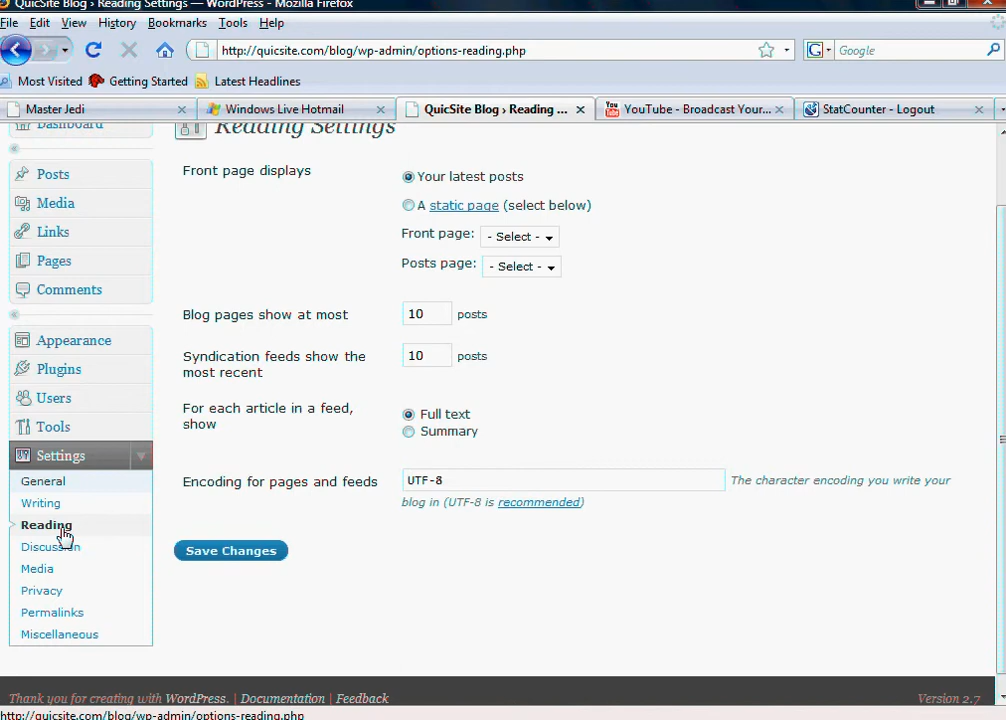 QuicSite Blog › Reading Settings — WordPress - Mozilla Firefox
File Edit View History Bookmarks Tools Help
http://quicsite.com/blog/wp-admin/options-reading.php
Google
Most Visited Getting Started Latest Headlines
Master Jedi
Windows Live Hotmail
QuicSite Blog › Reading ...
YouTube - Broadcast Your...
StatCounter - Logout
Dashboard
Posts
Media
Links
Pages
Comments
Appearance
Plugins
Users
Tools
Settings
General
Writing
Reading
Discussion
Media
Privacy
Permalinks
Miscellaneous
Reading Settings
Front page displays
Your latest posts
A static page (select below)
Front page: - Select -
Posts page: - Select -
Blog pages show at most 10 posts
Syndication feeds show the
most recent
10 posts
For each article in a feed,
show
Full text
Summary
Encoding for pages and feeds
UTF-8
The character encoding you write your
blog in (UTF-8 is recommended)
Save Changes
Thank you for creating with WordPress. | Documentation | Feedback
Version 2.7
http://quicsite.com/blog/wp-admin/options-reading.php